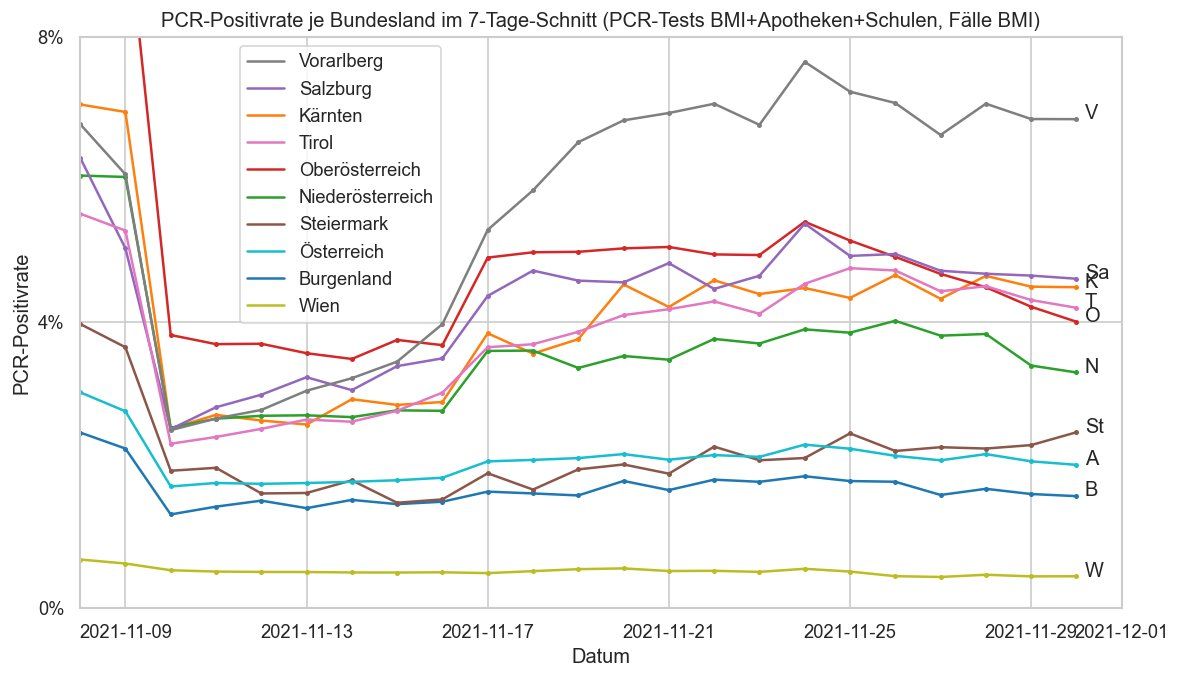 PCR-Positivrate je Bundesland im 7-Tage-Schnitt (PCR-Tests BMI+Apotheken+Schulen, Fälle BMI)
8%
4%
0%
PCR-Positivrate
Vorarlberg
Salzburg
Kärnten
Tirol
Oberösterreich
Niederösterreich
Steiermark
Österreich
Burgenland
Wien
V
Sa
K
T
O
N
St
A
B
W
2021-11-09 2021-11-13 2021-11-17 2021-11-21 2021-11-25 2021-11-29 2021-12-01
Datum